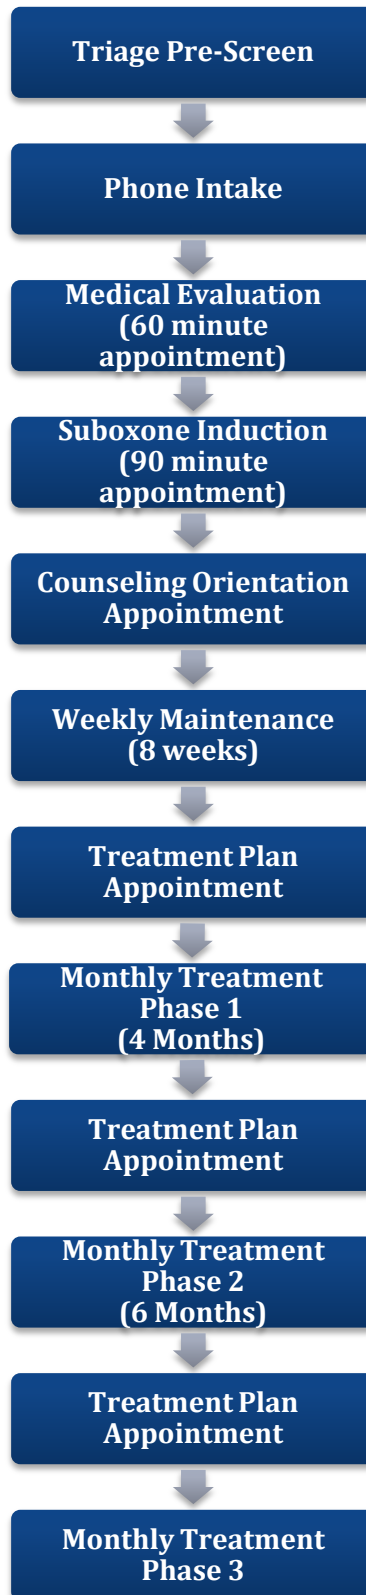 Triage Pre-Screen
Phone Intake
Medical Evaluation
(60 minute
appointment)
Suboxone Induction
(90 minute
appointment)
Counseling Orientation
Appointment
Weekly Maintenance
(8 weeks)
Treatment Plan
Appointment
Monthly Treatment
Phase 1
(4 Months)
Treatment Plan
Appointment
Monthly Treatment
Phase 2
(6 Months)
Treatment Plan
Appointment
Monthly Treatment
Phase 3